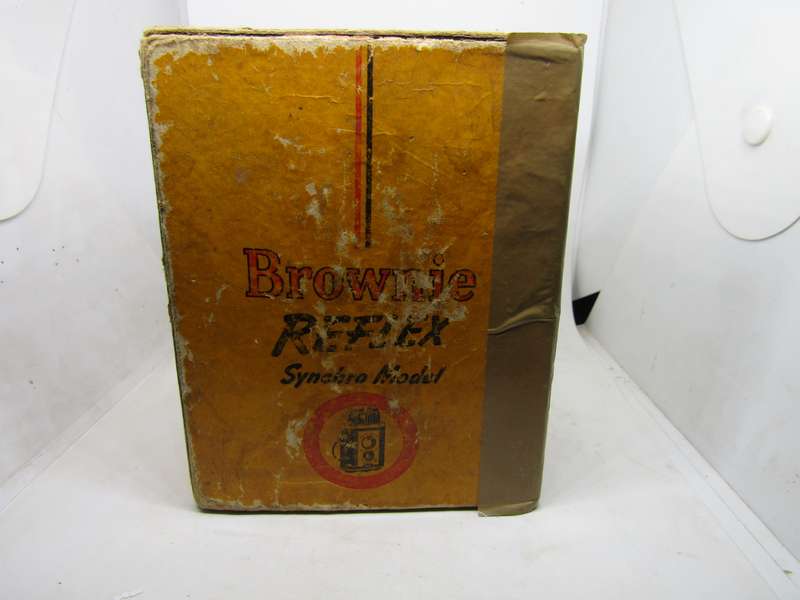 Brownie
REFLEX
Synchro Model